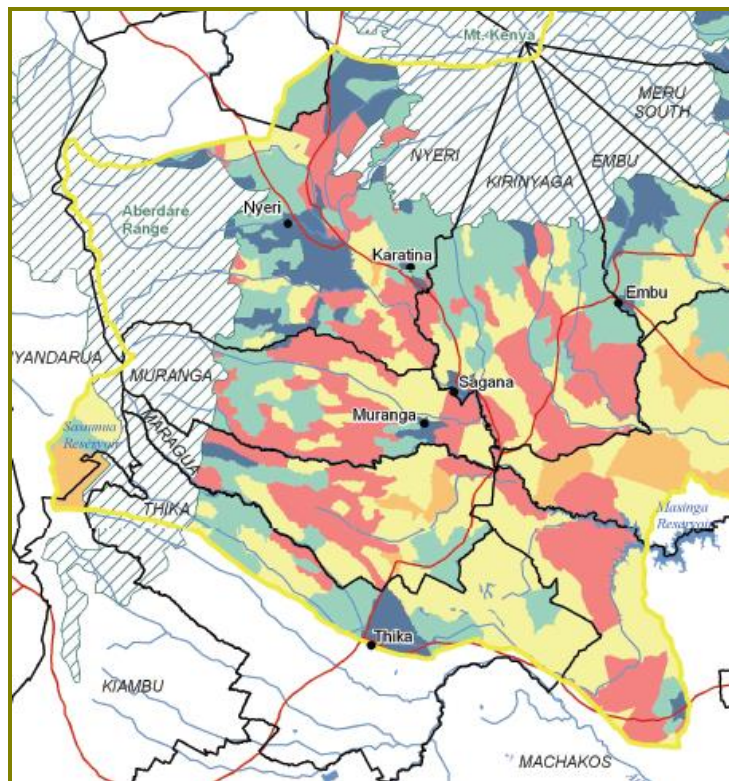 Mt. Kenya
MERU
SOUTH
NYERI
EMBU
KIRINYAGA
Aberdare
Range
Nyeri
Karatina
Embu
YANDARUA
MURANGA
Sagana
Muranga
MARAGUA
Sasumua
Reservoir
THIKA
Masinga
Reservoir
Thika
KIAMBU
MACHAKOS